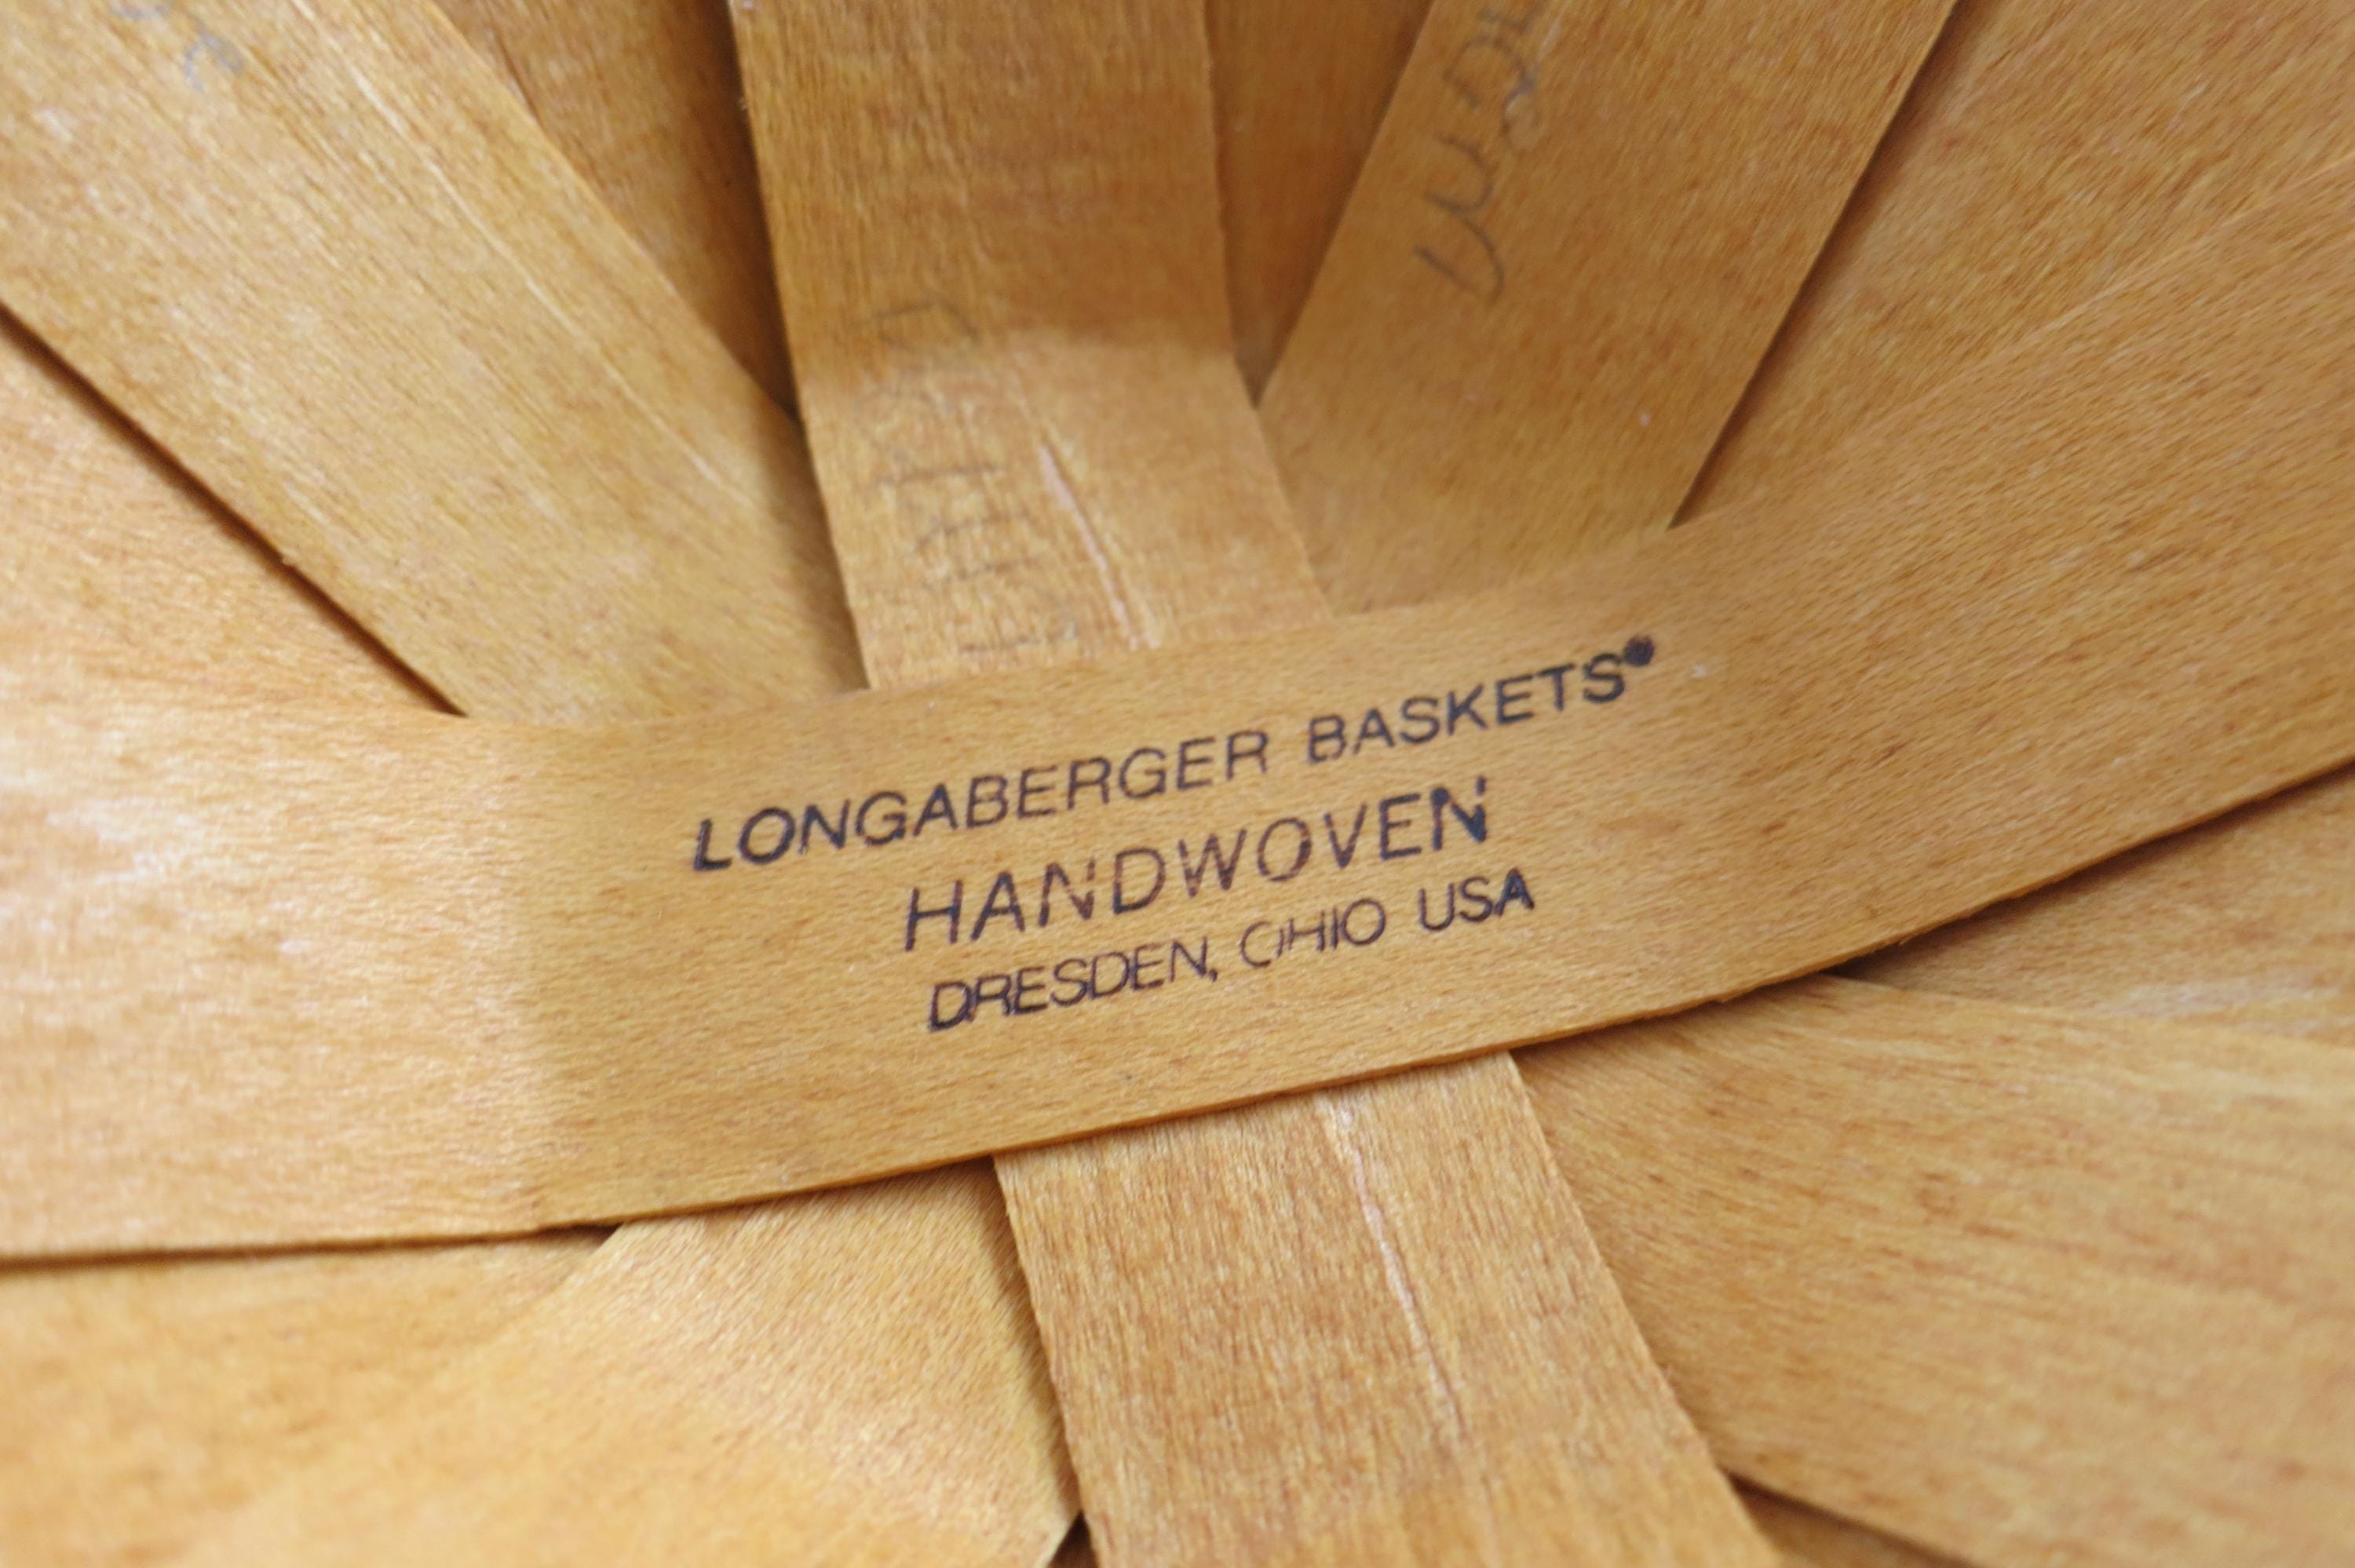 LONGABERGER BASKETS®
HANDWOVEN
DRESDEN, OHIO USA